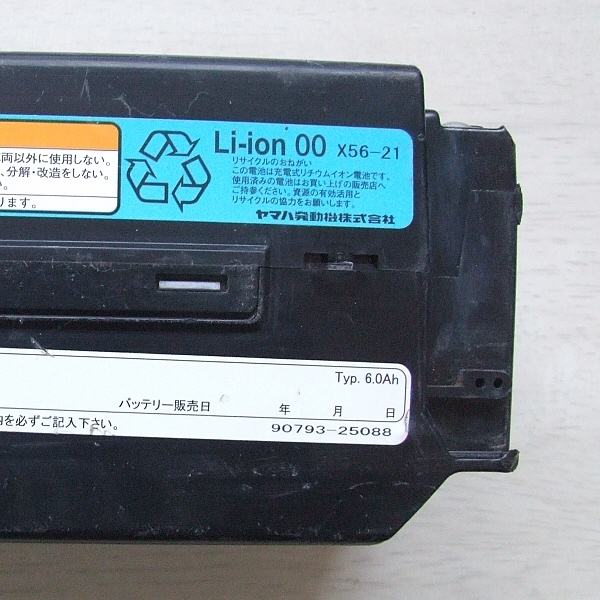 両以外に使用しない。
、分解・改造をしない。
い。
ります。
Li-ion 00 X56-21
リサイクルのおねがい
この電池は充電式リチウムイオン電池です。
使用済みの電池はお買い上げの販売店へ
ご持参ください。資源の有効活用と
リサイクルの協力をお願いします。
ヤマハ発動機株式会社
Typ. 6.0Ah
バッテリー販売日 年 月 日
内を必ずご記入下さい。
90793-25088